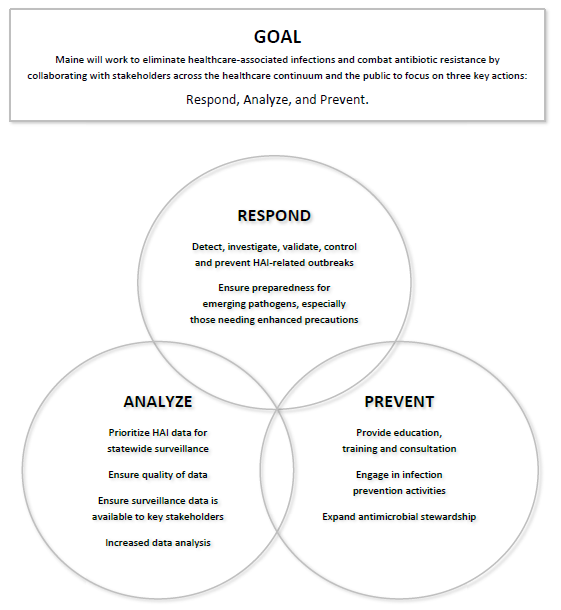 GOAL
Maine will work to eliminate healthcare-associated infections and combat antibiotic resistance by
collaborating with stakeholders across the healthcare continuum and the public to focus on three key actions:
Respond, Analyze, and Prevent.
RESPOND
Detect, investigate, validate, control
and prevent HAI-related outbreaks
Ensure preparedness for
emerging pathogens, especially
those needing enhanced precautions
ANALYZE
Prioritize HAI data for
statewide surveillance
Ensure quality of data
Ensure surveillance data is
available to key stakeholders
Increased data analysis
PREVENT
Provide education,
training and consultation
Engage in infection
prevention activities
Expand antimicrobial stewardship